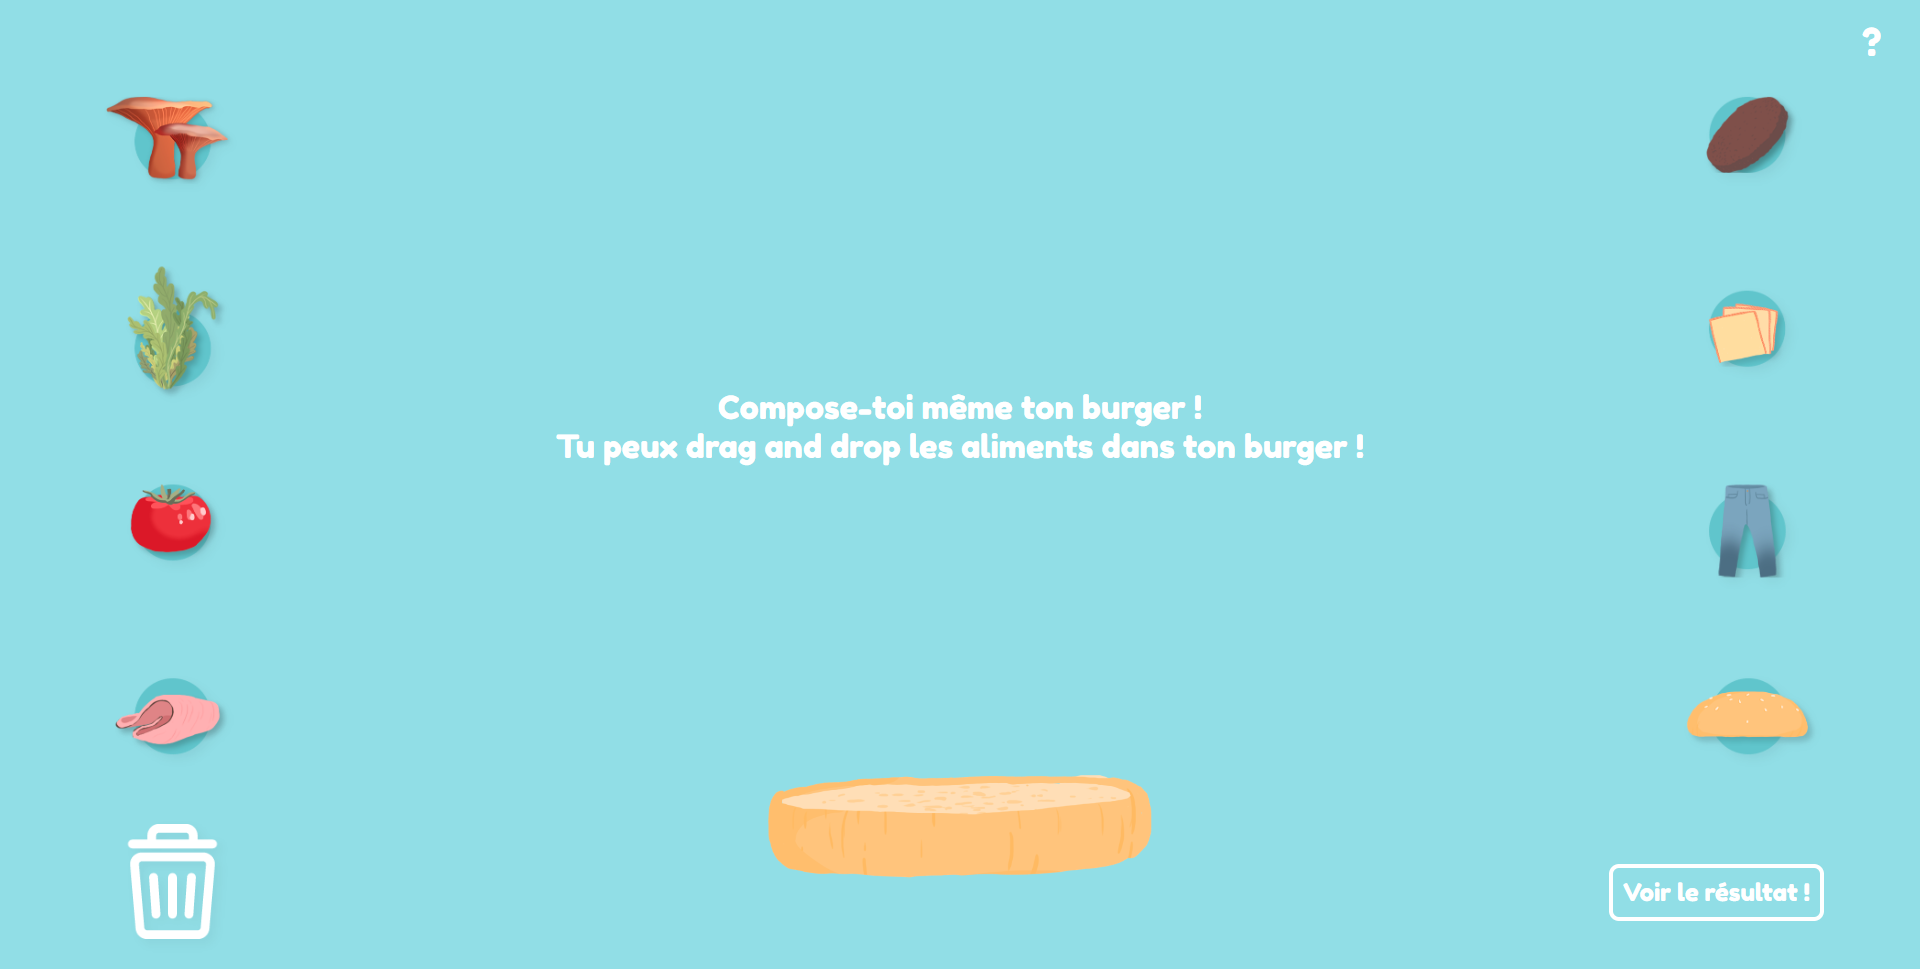 ?
Compose-toi même ton burger !
Tu peux drag and drop les aliments dans ton burger !
Voir le résultat !